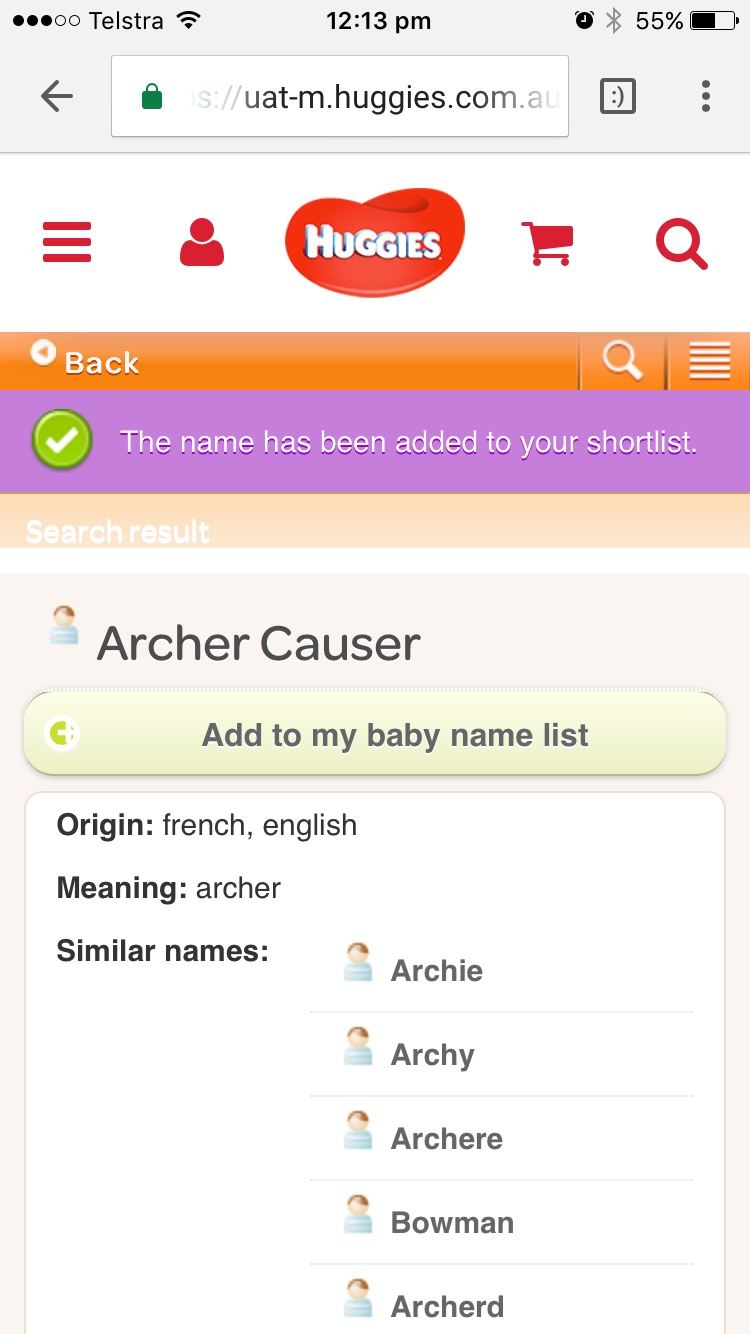 Telstra 12:13 pm 55%
s://uat-m.huggies.com.au
:)
HUGGIES
Back
The name has been added to your shortlist.
Search result
Archer Causer
Add to my baby name list
Origin: french, english
Meaning: archer
Similar names:
Archie
Archy
Archere
Bowman
Archerd